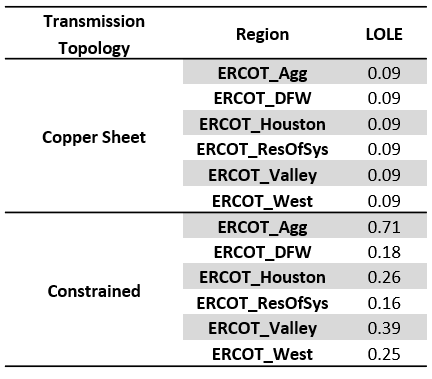 Transmission Topology Region LOLE
Copper Sheet
ERCOT_Agg 0.09
ERCOT_DFW 0.09
ERCOT_Houston 0.09
ERCOT_ResOfSys 0.09
ERCOT_Valley 0.09
ERCOT_West 0.09
Constrained
ERCOT_Agg 0.71
ERCOT_DFW 0.18
ERCOT_Houston 0.26
ERCOT_ResOfSys 0.16
ERCOT_Valley 0.39
ERCOT_West 0.25